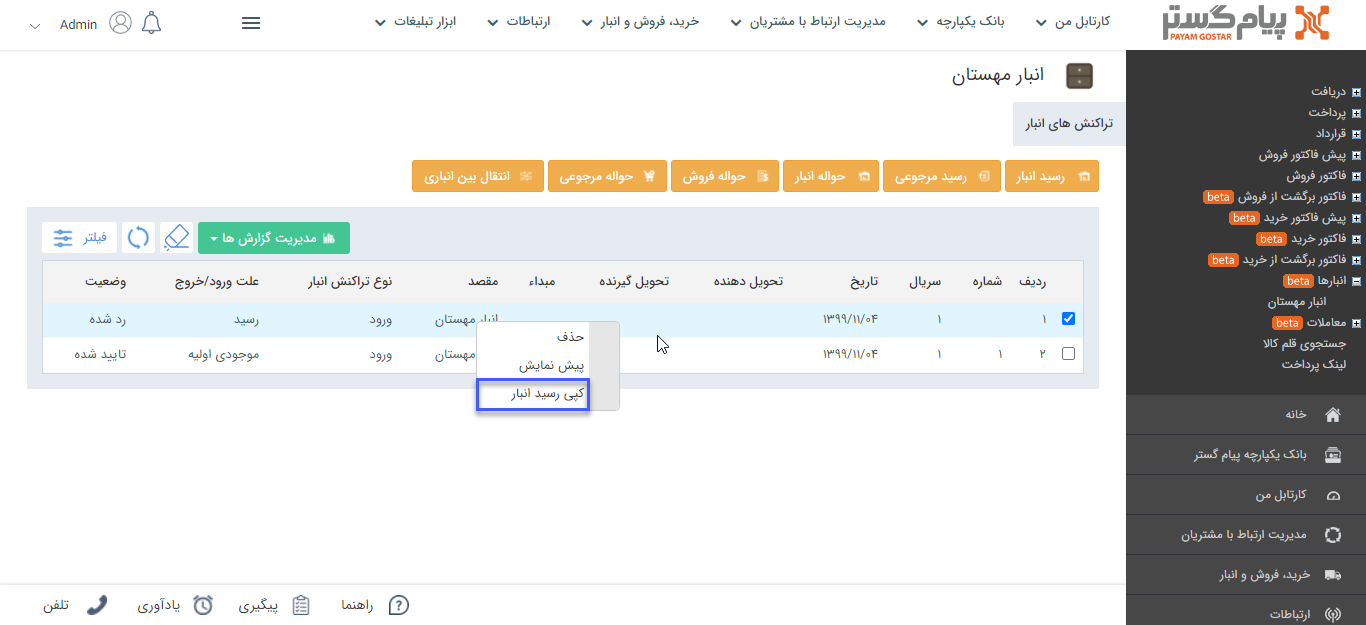 پیام گستر
PAYAM GOSTAR
کارتابل من
بانک یکپارچه
مدیریت ارتباط با مشتریان
خرید، فروش و انبار
ارتباطات
ابزار تبلیغات
Admin
دریافت
پرداخت
قرارداد
پیش فاکتور فروش
فاکتور فروش
فاکتور برگشت از فروش beta
پیش فاکتور خرید beta
فاکتور خرید beta
فاکتور برگشت از خرید beta
انبارها beta
انبار مهستان
معاملات beta
جستجوی قلم کالا
لینک پرداخت
خانه
بانک یکپارچه پیام گستر
کارتابل من
مدیریت ارتباط با مشتریان
خرید، فروش و انبار
ارتباطات
انبار مهستان
تراکنش های انبار
رسید انبار
رسید مرجوعی
حواله انبار
حواله فروش
حواله مرجوعی
انتقال بین انباری
مدیریت گزارش ها
فیلتر
ردیف شماره سریال تاریخ تحویل دهنده تحویل گیرنده مبداء مقصد نوع تراکنش انبار علت ورود/خروج وضعیت
۱ ۱ ۱۳۹۹/۱۱/۰۴ انبار مهستان ورود رسید رد شده
۲ ۱ ۱ ۱۳۹۹/۱۱/۰۴ مهستان ورود موجودی اولیه تایید شده
حذف
پیش نمایش
کپی رسید انبار
راهنما
پیگیری
یادآوری
تلفن